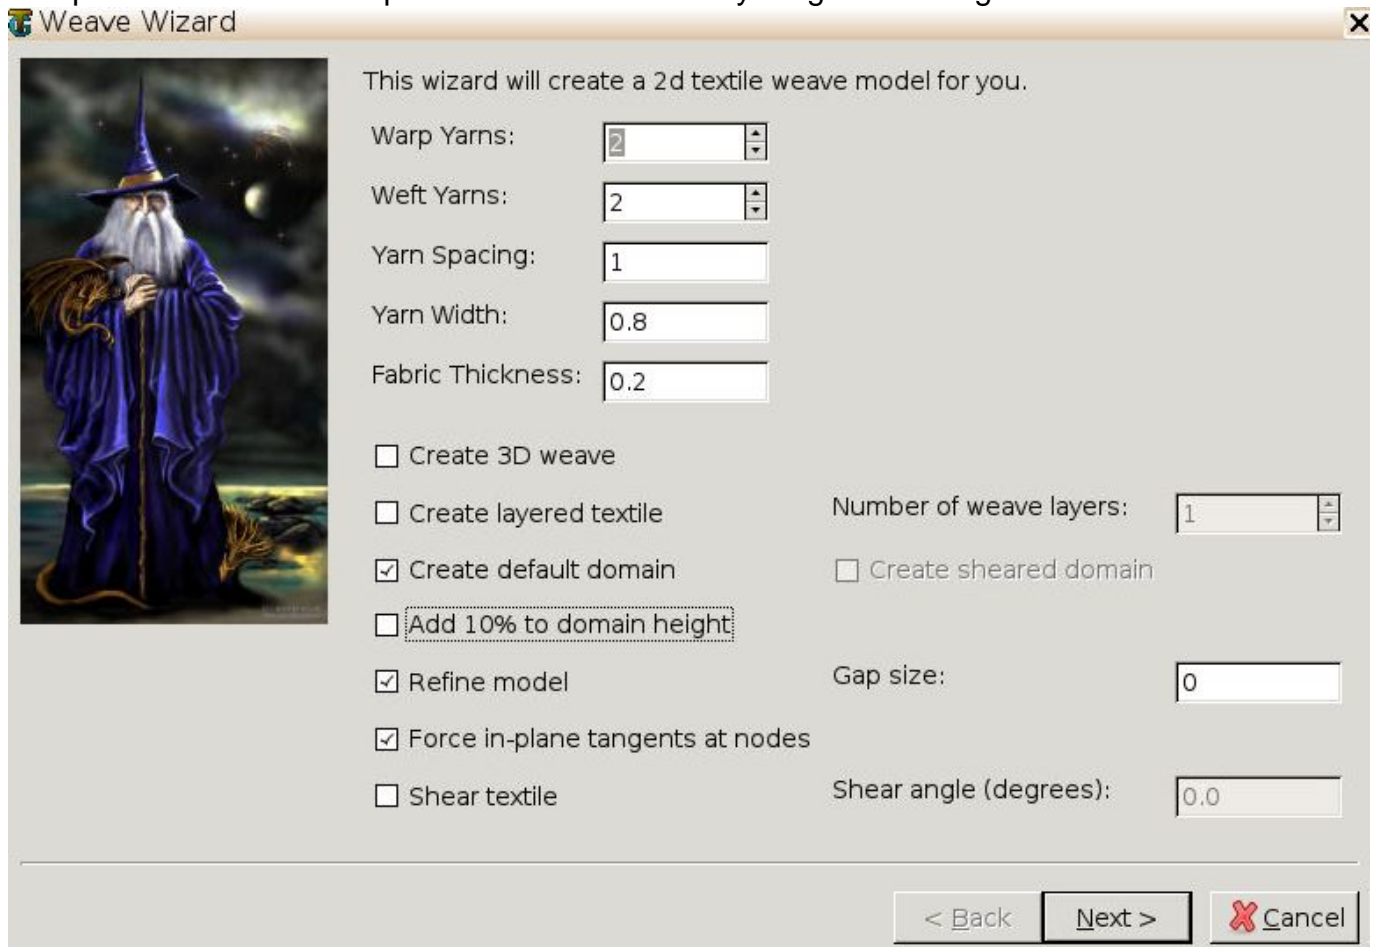 Weave Wizard
This wizard will create a 2d textile weave model for you.
Warp Yarns: 2
Weft Yarns: 2
Yarn Spacing: 1
Yarn Width: 0.8
Fabric Thickness: 0.2
Create 3D weave
Create layered textile Number of weave layers: 1
Create default domain Create sheared domain
Add 10% to domain height
Refine model Gap size: 0
Force in-plane tangents at nodes
Shear textile Shear angle (degrees): 0.0
< Back Next > Cancel